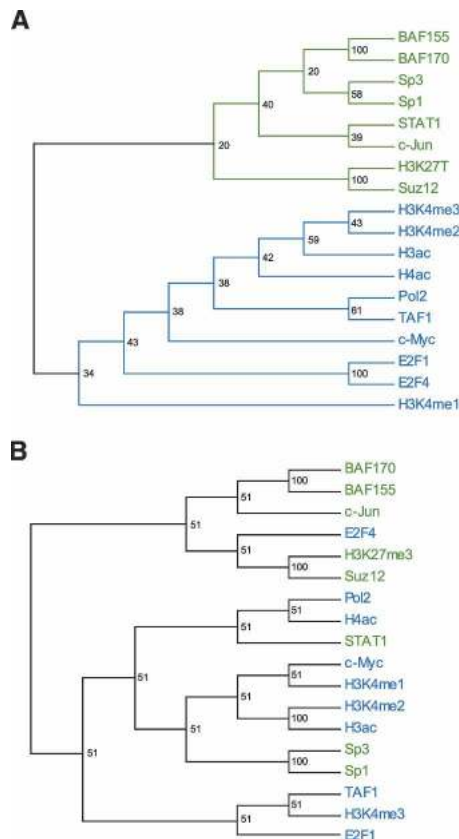 A
BAF155
100
BAF170
20
Sp3
58
Sp1
40
STAT1
39
c-Jun
20
H3K27T
100
Suz12
H3K4me3
43
H3K4me2
59
H3ac
42
H4ac
38
Pol2
61
TAF1
38
c-Myc
43
E2F1
100
E2F4
34
H3K4me1
B
BAF170
100
BAF155
51
c-Jun
51
E2F4
51
H3K27me3
100
Suz12
Pol2
51
H4ac
51
STAT1
51
c-Myc
51
H3K4me1
51
H3K4me2
100
H3ac
51
Sp3
100
Sp1
51
TAF1
51
H3K4me3
51
E2F1